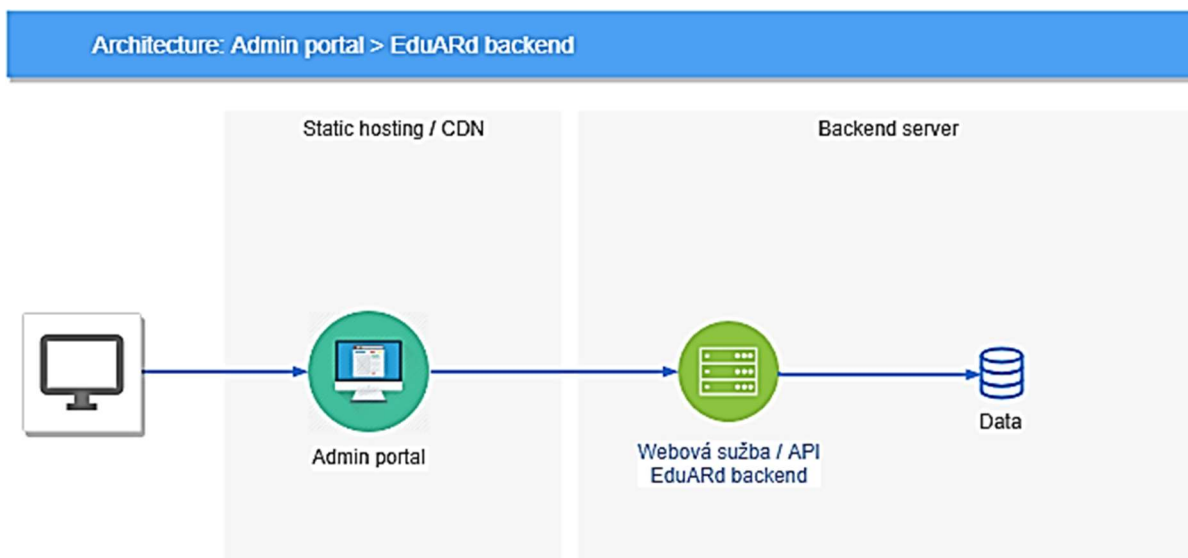 Architecture: Admin portal > EduARd backend
Static hosting / CDN
Backend server
Admin portal
Webová sužba / API
EduARd backend
Data